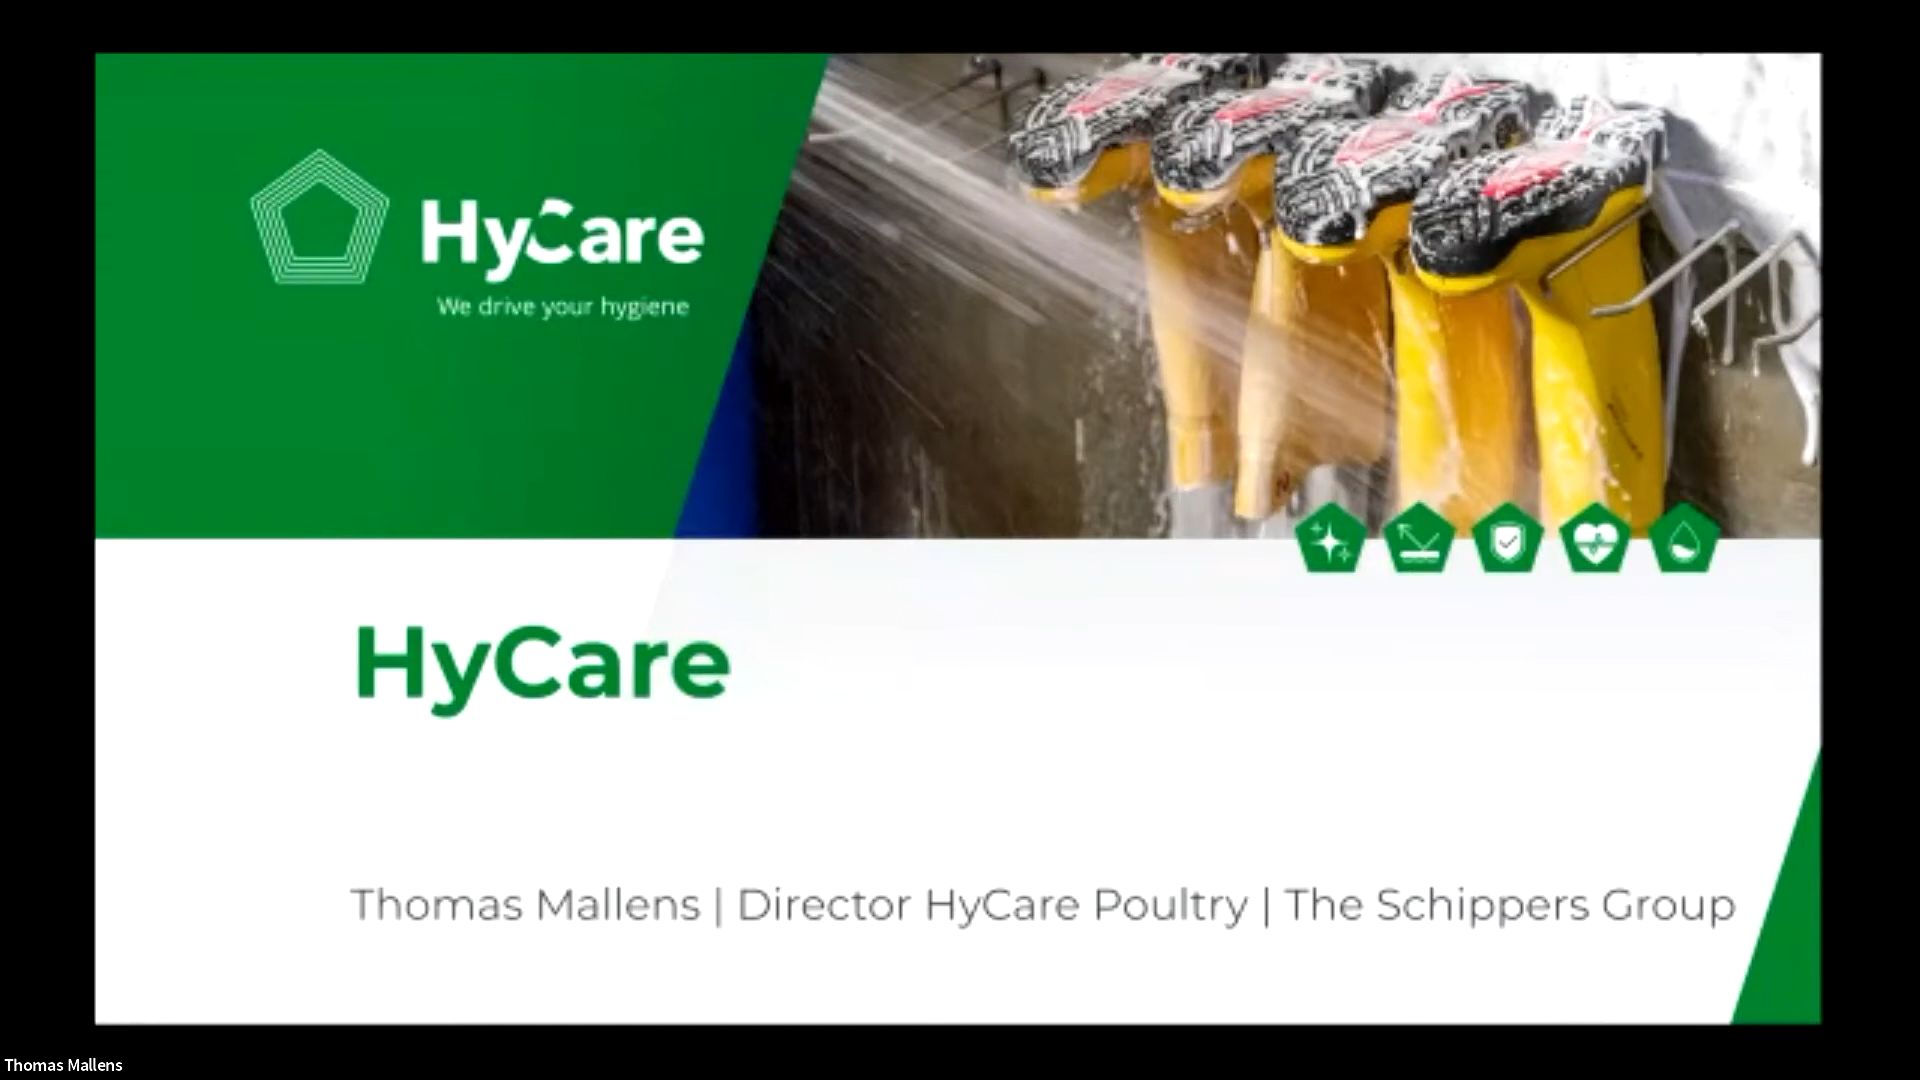 HyCare
We drive your hygiene
HyCare
Thomas Mallens | Director HyCare Poultry | The Schippers Group
Thomas Mallens